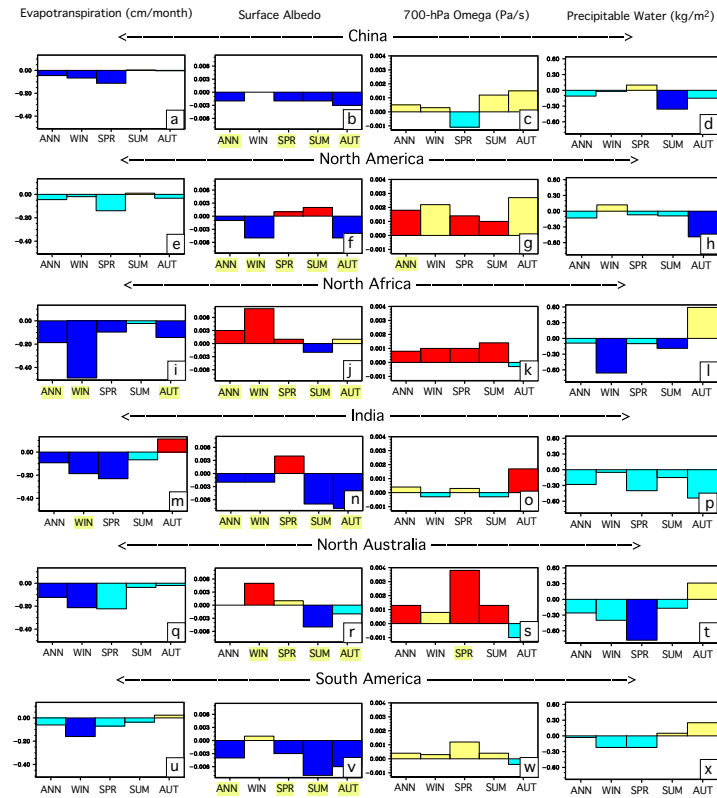 Evapotranspiration (cm/month) Surface Albedo 700-hPa Omega (Pa/s) Precipitable Water (kg/m²)
China
0.00 -0.20 -0.40 a
0.006 0.003 0.000 -0.003 -0.006 b
0.004 0.003 0.002 0.001 0.000 -0.001 c
0.60 0.30 0.00 -0.30 -0.60 d
ANN WIN SPR SUM AUT ANN WIN SPR SUM AUT ANN WIN SPR SUM AUT ANN WIN SPR SUM AUT
North America
0.00 -0.20 -0.40 e
0.006 0.003 0.000 -0.003 -0.006 f
0.004 0.003 0.002 0.001 0.000 -0.001 g
0.60 0.30 0.00 -0.30 -0.60 h
ANN WIN SPR SUM AUT ANN WIN SPR SUM AUT ANN WIN SPR SUM AUT ANN WIN SPR SUM AUT
North Africa
0.00 -0.20 -0.40 i
0.006 0.003 0.000 -0.003 -0.006 j
0.004 0.003 0.002 0.001 0.000 -0.001 k
0.60 0.30 0.00 -0.30 -0.60 l
ANN WIN SPR SUM AUT ANN WIN SPR SUM AUT ANN WIN SPR SUM AUT ANN WIN SPR SUM AUT
India
0.00 -0.20 -0.40 m
0.006 0.003 0.000 -0.003 -0.006 n
0.004 0.003 0.002 0.001 0.000 -0.001 o
0.60 0.30 0.00 -0.30 -0.60 p
ANN WIN SPR SUM AUT ANN WIN SPR SUM AUT ANN WIN SPR SUM AUT ANN WIN SPR SUM AUT
North Australia
0.00 -0.20 -0.40 q
0.006 0.003 0.000 -0.003 -0.006 r
0.004 0.003 0.002 0.001 0.000 -0.001 s
0.60 0.30 0.00 -0.30 -0.60 t
ANN WIN SPR SUM AUT ANN WIN SPR SUM AUT ANN WIN SPR SUM AUT ANN WIN SPR SUM AUT
South America
0.00 -0.20 -0.40 u
0.006 0.003 0.000 -0.003 -0.006 v
0.004 0.003 0.002 0.001 0.000 -0.001 w
0.60 0.30 0.00 -0.30 -0.60 x
ANN WIN SPR SUM AUT ANN WIN SPR SUM AUT ANN WIN SPR SUM AUT ANN WIN SPR SUM AUT